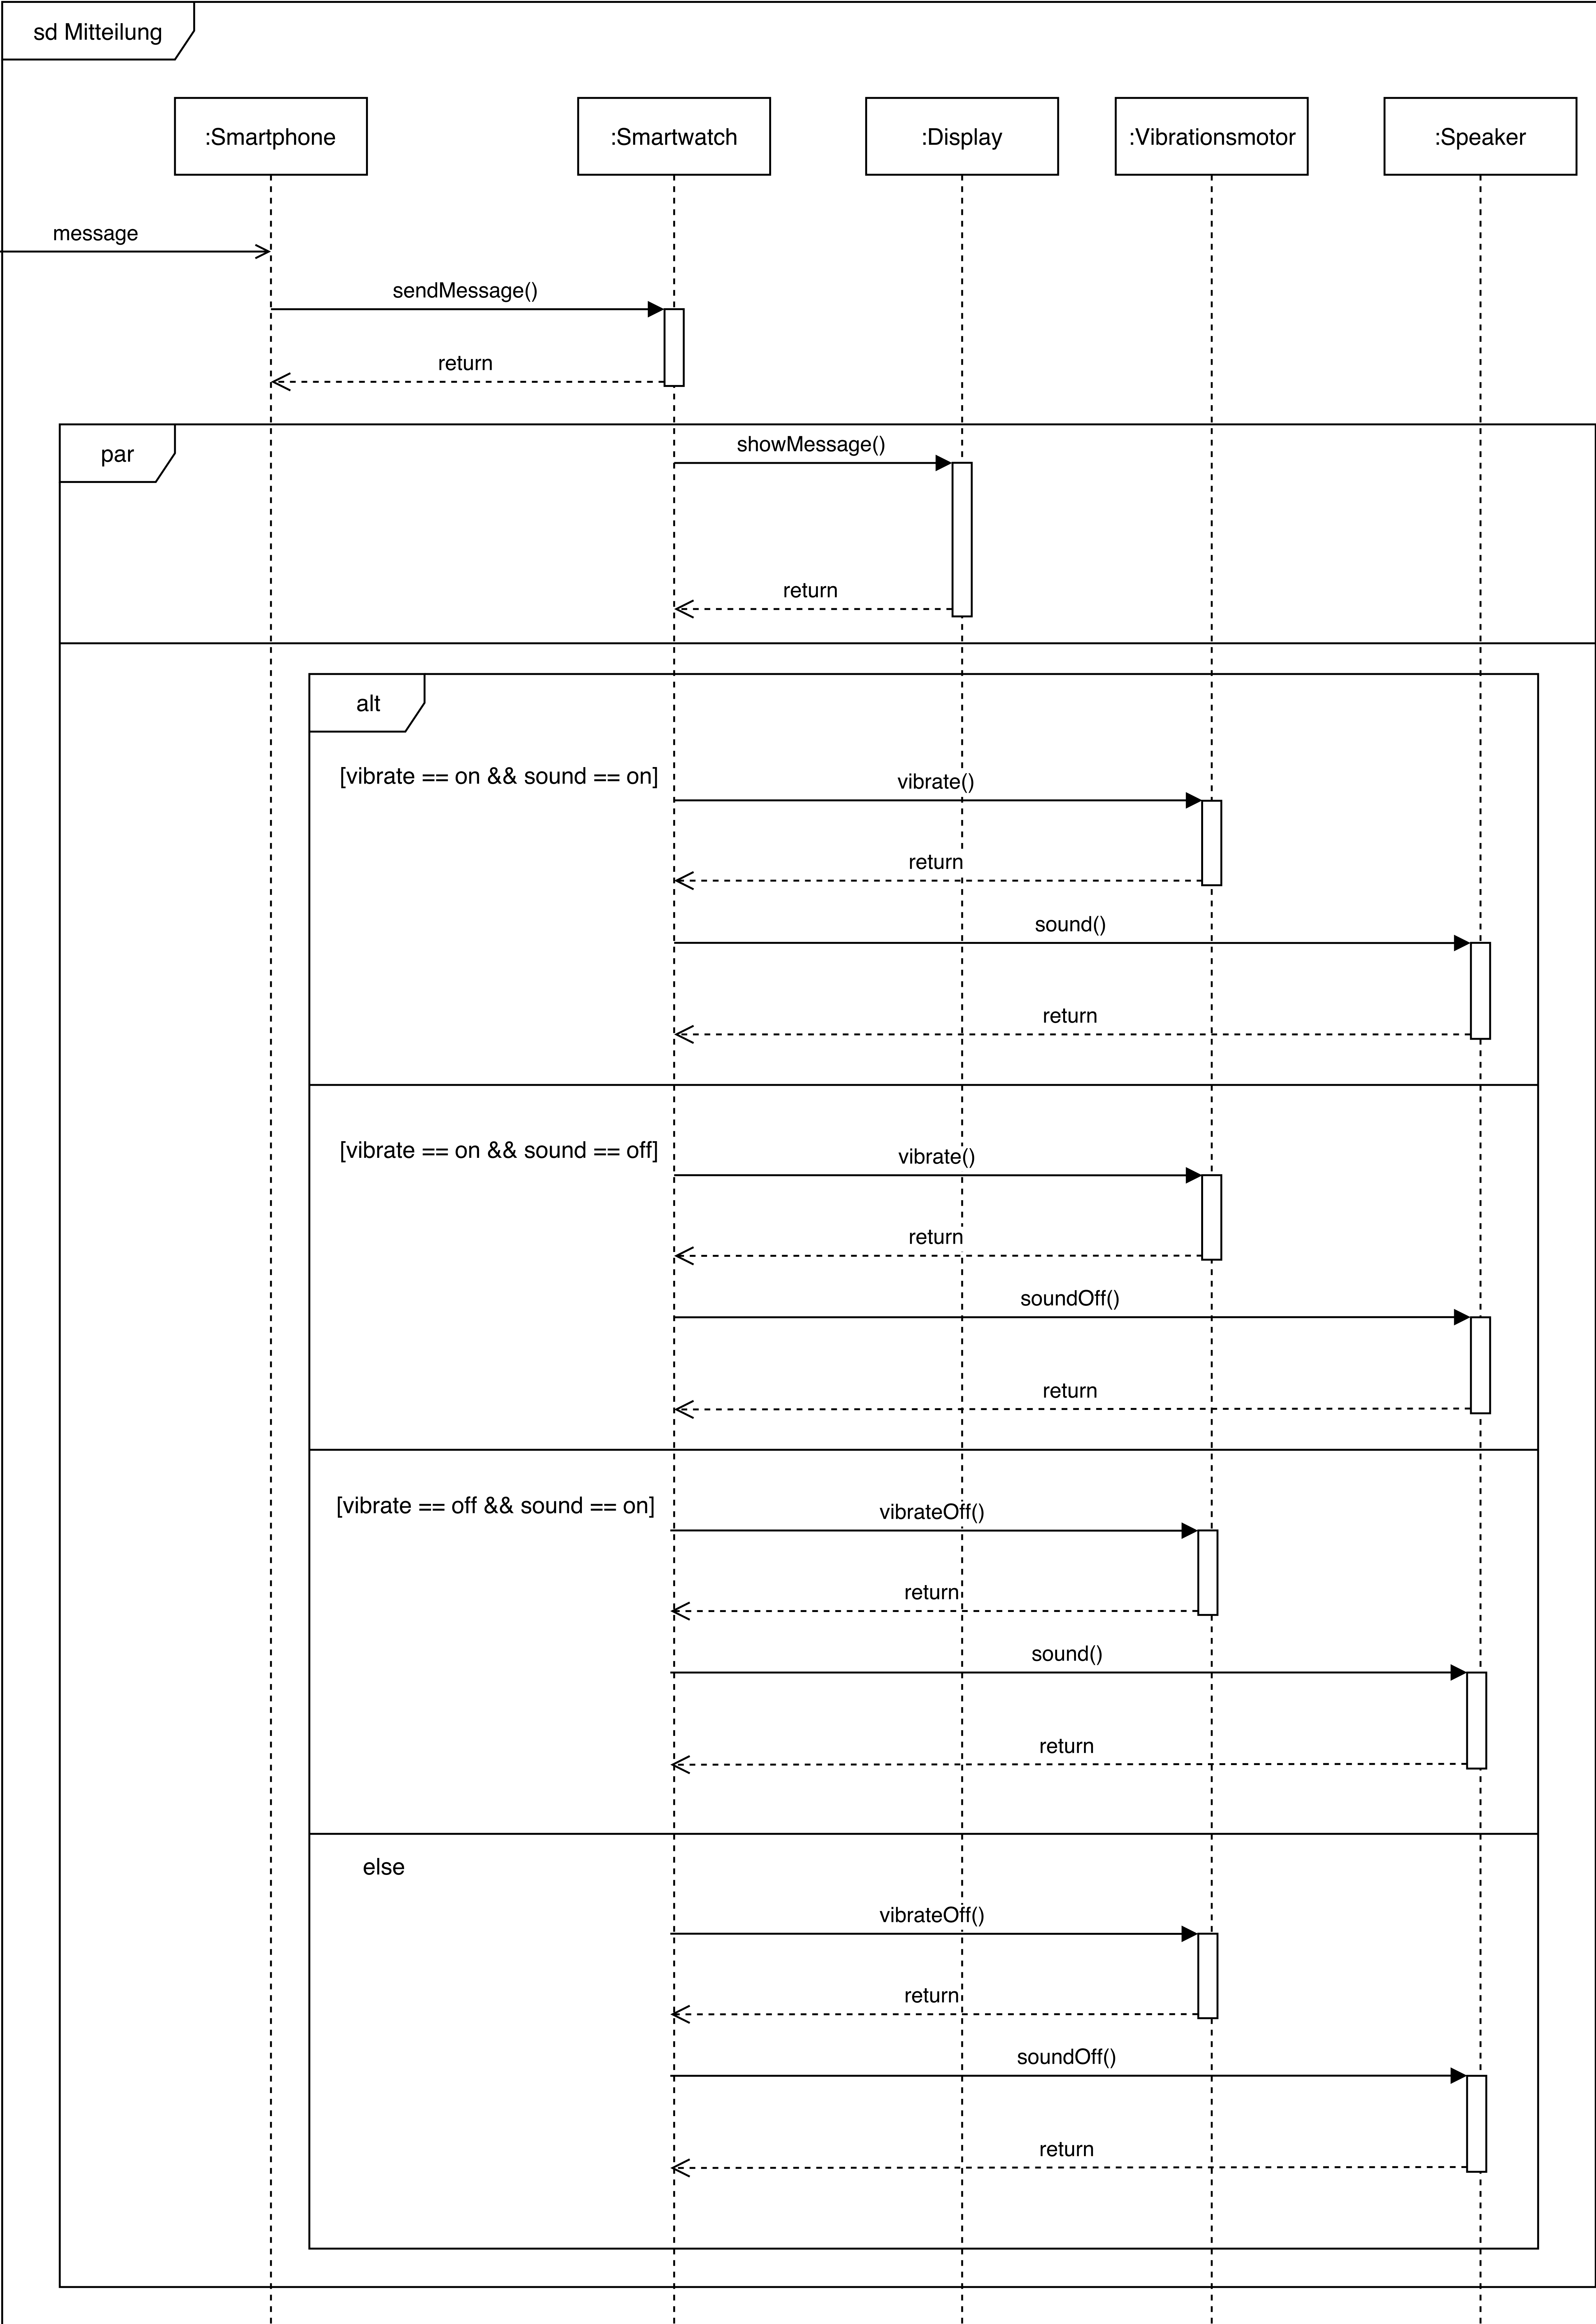 sd Mitteilung
:Smartphone
:Smartwatch
:Display
:Vibrationsmotor
:Speaker
message
sendMessage()
return
par
showMessage()
return
alt
[vibrate == on && sound == on]
vibrate()
return
sound()
return
[vibrate == on && sound == off]
vibrate()
return
soundOff()
return
[vibrate == off && sound == on]
vibrateOff()
return
sound()
return
else
vibrateOff()
return
soundOff()
return